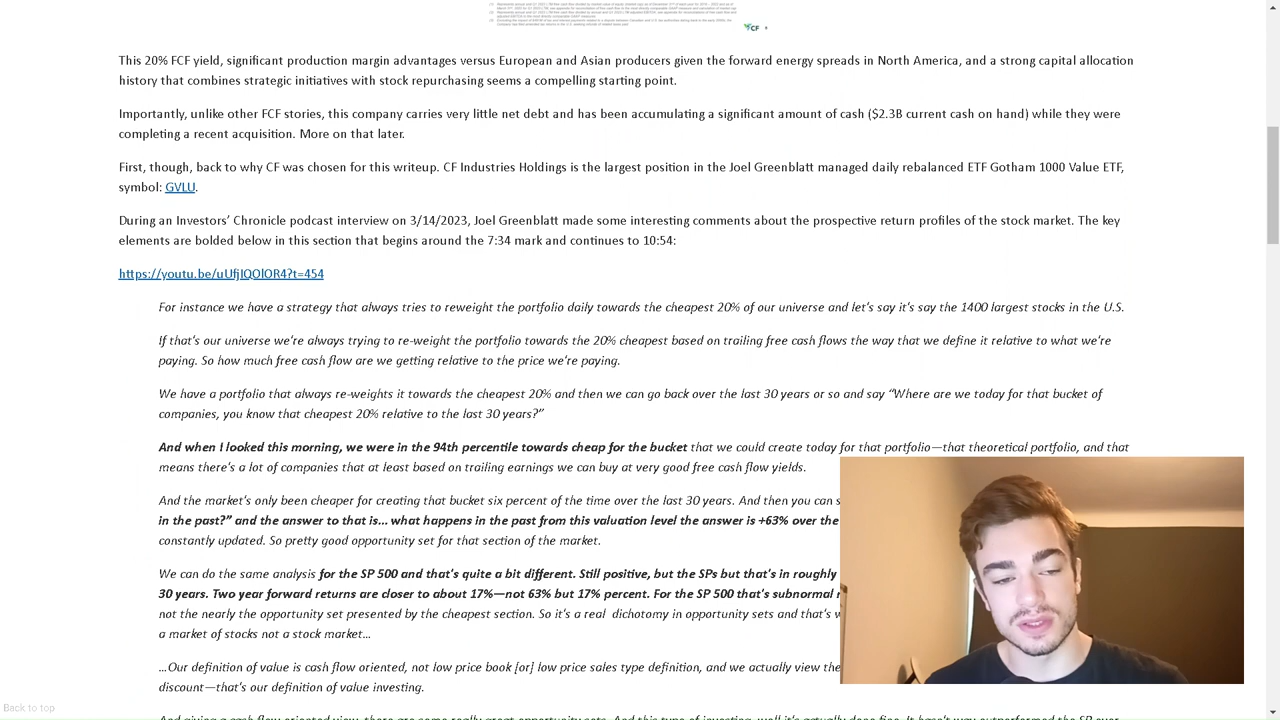 CF
This 20% FCF yield, significant production margin advantages versus European and Asian producers given the forward energy spreads in North America, and a strong capital allocation
history that combines strategic initiatives with stock repurchasing seems a compelling starting point.
Importantly, unlike other FCF stories, this company carries very little net debt and has been accumulating a significant amount of cash ($2.3B current cash on hand) while they were
completing a recent acquisition. More on that later.
First, though, back to why CF was chosen for this writeup. CF Industries Holdings is the largest position in the Joel Greenblatt managed daily rebalanced ETF Gotham 1000 Value ETF,
symbol: GVLU.
During an Investors’ Chronicle podcast interview on 3/14/2023, Joel Greenblatt made some interesting comments about the prospective return profiles of the stock market. The key
elements are bolded below in this section that begins around the 7:34 mark and continues to 10:54:
https://youtu.be/uUfjIQOlOR4?t=454
For instance we have a strategy that always tries to reweight the portfolio daily towards the cheapest 20% of our universe and let's say it's say the 1400 largest stocks in the U.S.
If that's our universe we’re always trying to re-weight the portfolio towards the 20% cheapest based on trailing free cash flows the way that we define it relative to what we’re
paying. So how much free cash flow are we getting relative to the price we’re paying.
We have a portfolio that always re-weights it towards the cheapest 20% and then we can go back over the last 30 years or so and say “Where are we today for that bucket of
companies, you know that cheapest 20% relative to the last 30 years?”
And when I looked this morning, we were in the 94th percentile towards cheap for the bucket that we could create today for that portfolio—that theoretical portfolio, and that
means there's a lot of companies that at least based on trailing earnings we can buy at very good free cash flow yields.
And the market's only been cheaper for creating that bucket six percent of the time over the last 30 years. And then you can s
in the past?” and the answer to that is… what happens in the past from this valuation level the answer is +63% over the
constantly updated. So pretty good opportunity set for that section of the market.
We can do the same analysis for the SP 500 and that's quite a bit different. Still positive, but the SPs but that's in roughly
30 years. Two year forward returns are closer to about 17%—not 63% but 17% percent. For the SP 500 that's subnormal
not the nearly the opportunity set presented by the cheapest section. So it's a real dichotomy in opportunity sets and that's
a market of stocks not a stock market…
…Our definition of value is cash flow oriented, not low price book [or] low price sales type definition, and we actually view the
discount—that's our definition of value investing.
Back to top